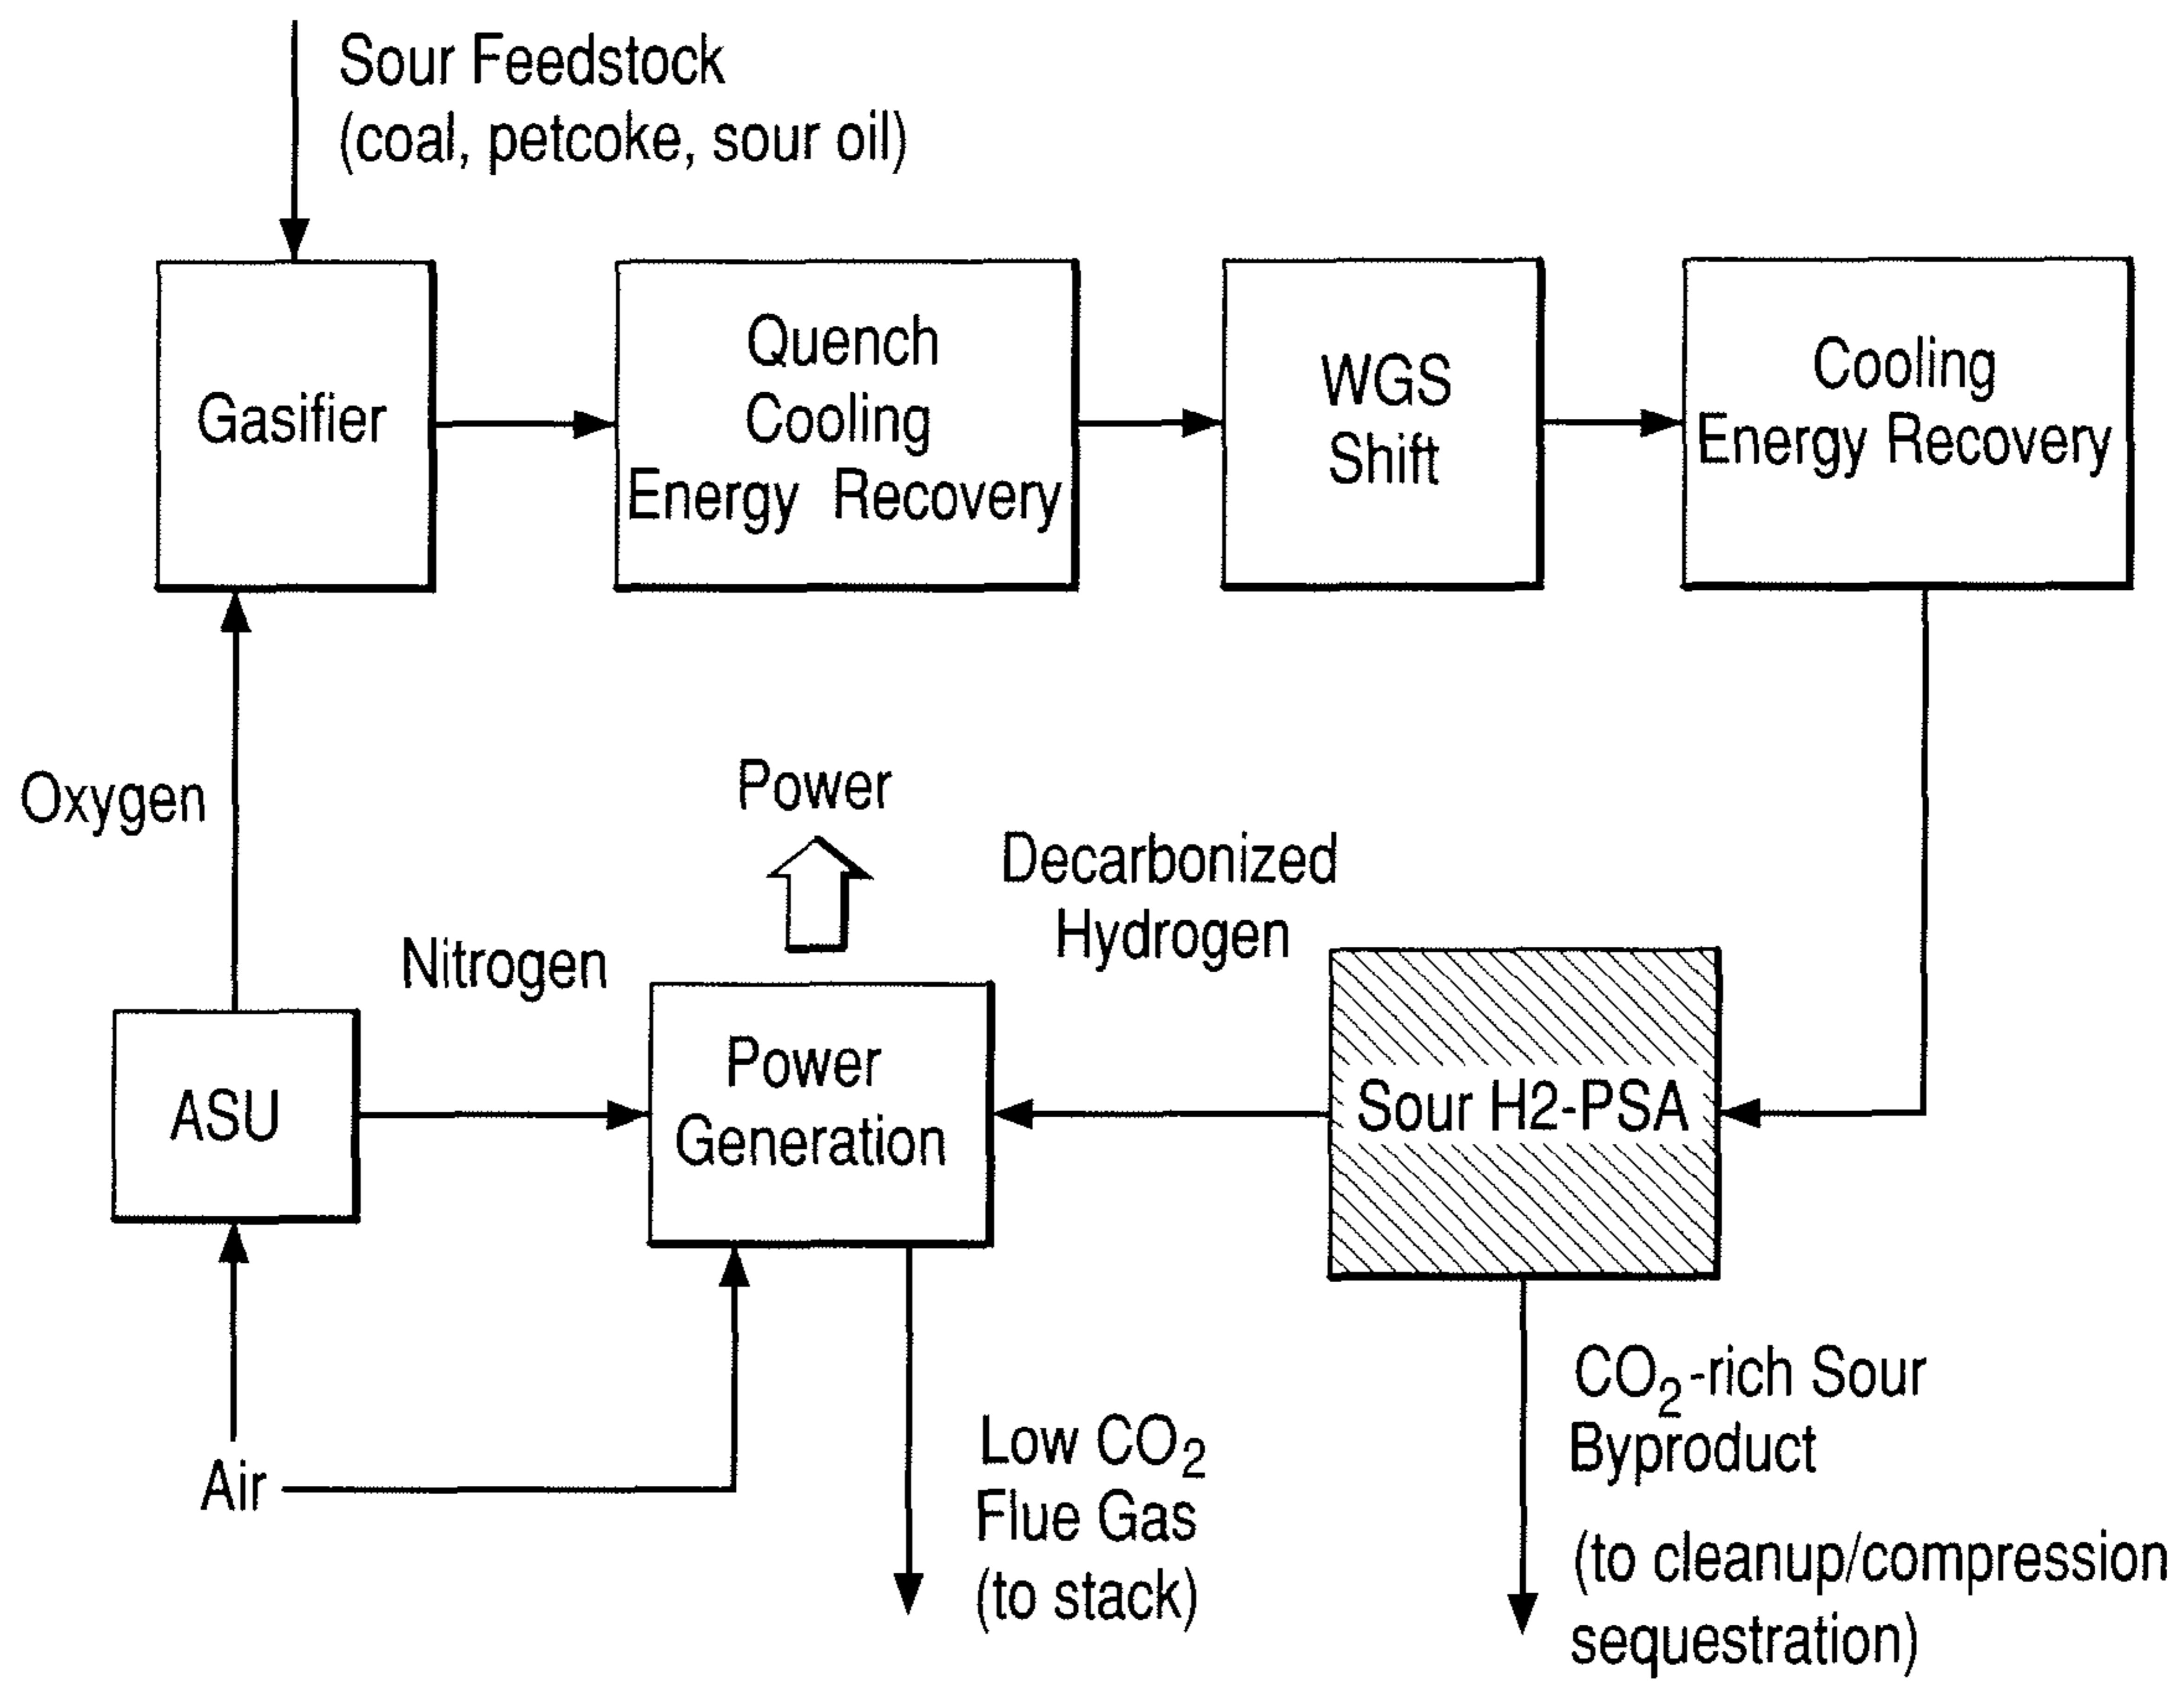 Sour Feedstock
(coal, petcoke, sour oil)
Gasifier
Quench
Cooling
Energy Recovery
WGS
Shift
Cooling
Energy Recovery
Oxygen
Power
Decarbonized
Hydrogen
Nitrogen
ASU
Power
Generation
Sour H2-PSA
Air
Low CO₂
Flue Gas
(to stack)
CO₂-rich Sour
Byproduct
(to cleanup/compression
sequestration)